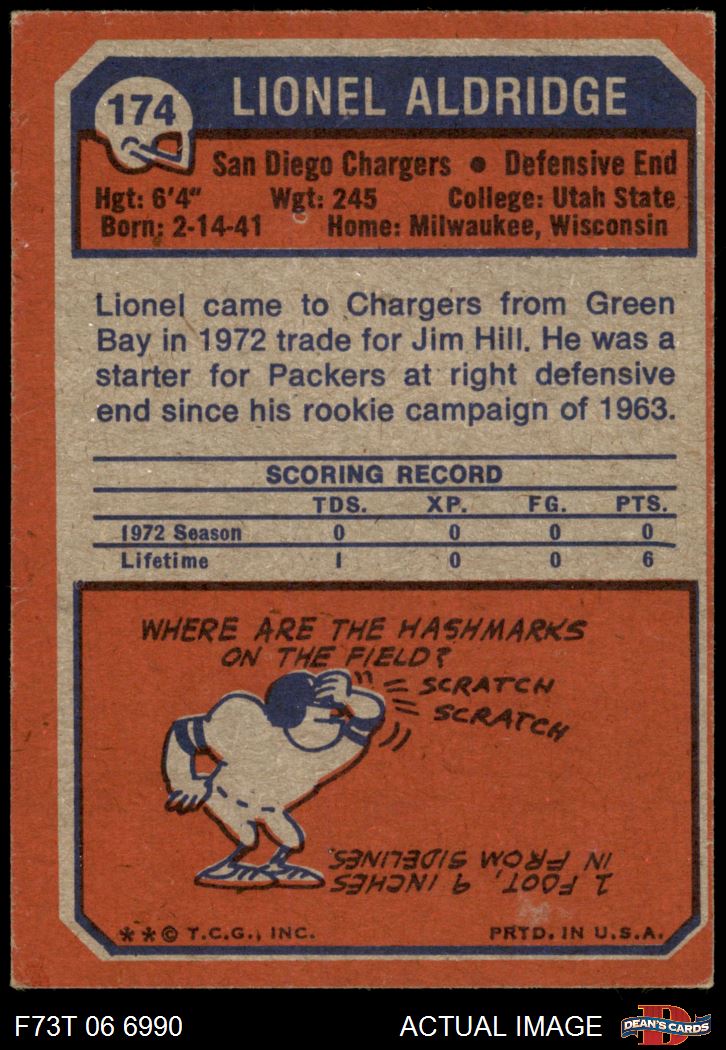 174
LIONEL ALDRIDGE
San Diego Chargers • Defensive End
Hgt: 6'4" Wgt: 245 College: Utah State
Born: 2-14-41 Home: Milwaukee, Wisconsin
Lionel came to Chargers from Green
Bay in 1972 trade for Jim Hill. He was a
starter for Packers at right defensive
end since his rookie campaign of 1963.
SCORING RECORD
TDS. XP. FG. PTS.
1972 Season 0 0 0 0
Lifetime 1 0 0 6
WHERE ARE THE HASHMARKS
ON THE FIELD?
SCRATCH
SCRATCH
1 FOOT, 9 INCHES
IN FROM SIDELINES
**© T.C.G., INC. PRTD. IN U.S.A.
F73T 06 6990 ACTUAL IMAGE
D
DEAN'S CARDS